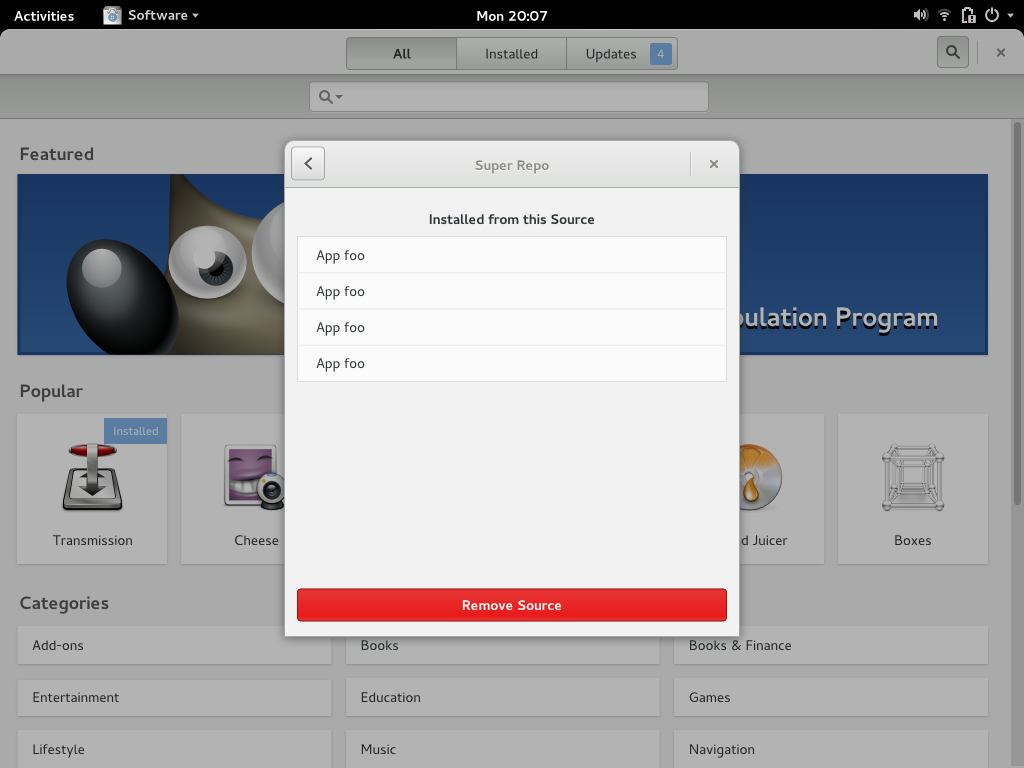 Activities Software Mon 20:07
All Installed Updates 4
Featured
Super Repo
Installed from this Source
App foo
App foo
App foo
App foo
Remove Source
pulation Program
Popular
Installed
Transmission
Cheese
d Juicer
Boxes
Categories
Add-ons Books Books & Finance
Entertainment Education Games
Lifestyle Music Navigation